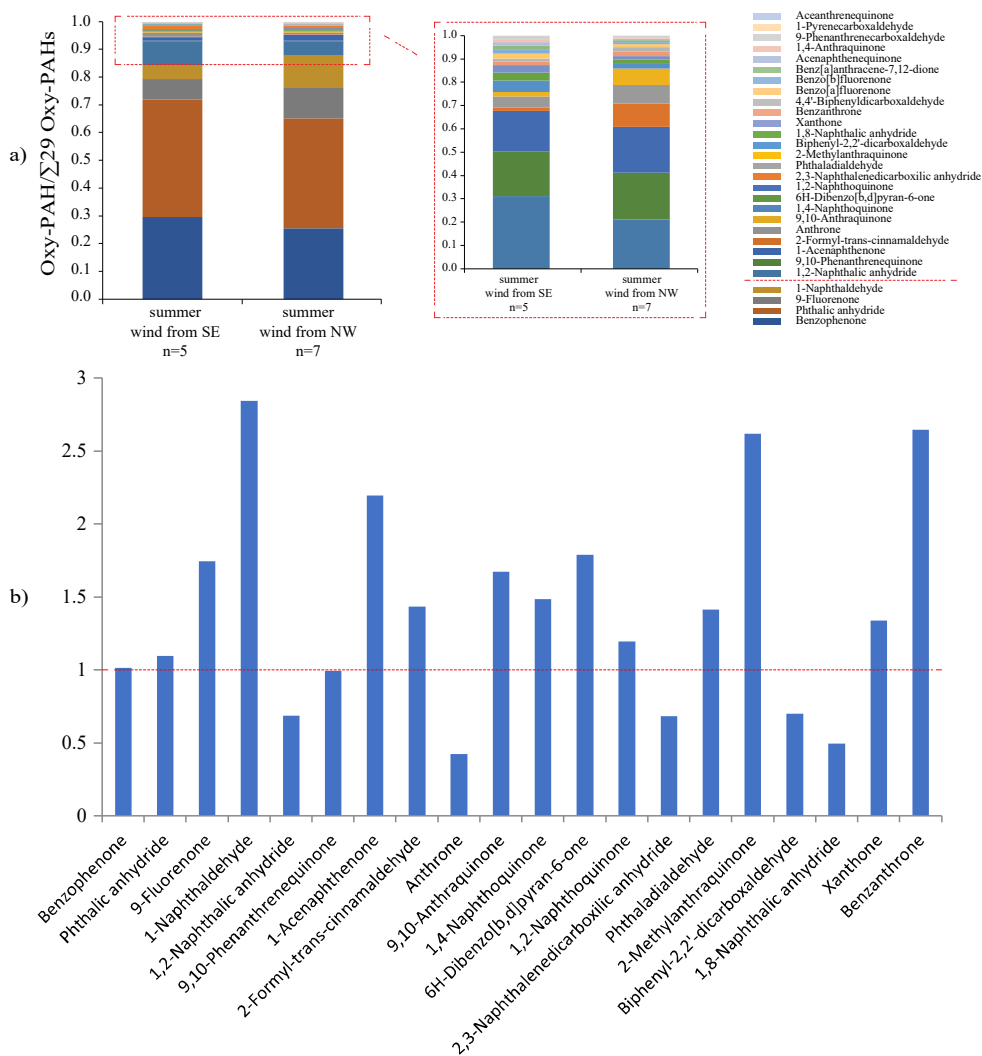 a)
Oxy-PAH/∑29 Oxy-PAHs
1.0
0.9
0.8
0.7
0.6
0.5
0.4
0.3
0.2
0.1
0.0
summer
wind from SE
n=5
summer
wind from NW
n=7
1.0
0.9
0.8
0.7
0.6
0.5
0.4
0.3
0.2
0.1
0.0
summer
wind from SE
n=5
summer
wind from NW
n=7
Aceanthrenequinone
1-Pyrenecarboxaldehyde
9-Phenanthrenecarboxaldehyde
1,4-Anthraquinone
Acenaphthenequinone
Benz[a]anthracene-7,12-dione
Benzo[b]fluorenone
Benzo[a]fluorenone
4,4'-Biphenyldicarboxaldehyde
Benzanthrone
Xanthone
1,8-Naphthalic anhydride
Biphenyl-2,2'-dicarboxaldehyde
2-Methylanthraquinone
Phthaladialdehyde
2,3-Naphthalenedicarboxilic anhydride
1,2-Naphthoquinone
6H-Dibenzo[b,d]pyran-6-one
1,4-Naphthoquinone
9,10-Anthraquinone
Anthrone
2-Formyl-trans-cinnamaldehyde
1-Acenaphthenone
9,10-Phenanthrenequinone
1,2-Naphthalic anhydride
1-Naphthaldehyde
9-Fluorenone
Phthalic anhydride
Benzophenone
b)
3
2.5
2
1.5
1
0.5
0
Benzophenone
Phthalic anhydride
9-Fluorenone
1-Naphthaldehyde
1,2-Naphthalic anhydride
9,10-Phenanthrenequinone
1-Acenaphthenone
2-Formyl-trans-cinnamaldehyde
Anthrone
9,10-Anthraquinone
1,4-Naphthoquinone
6H-Dibenzo[b,d]pyran-6-one
1,2-Naphthoquinone
2,3-Naphthalenedicarboxilic anhydride
Phthaldialdehyde
2-Methylanthraquinone
Biphenyl-2,2'-dicarboxaldehyde
1,8-Naphthalic anhydride
Xanthone
Benzanthrone